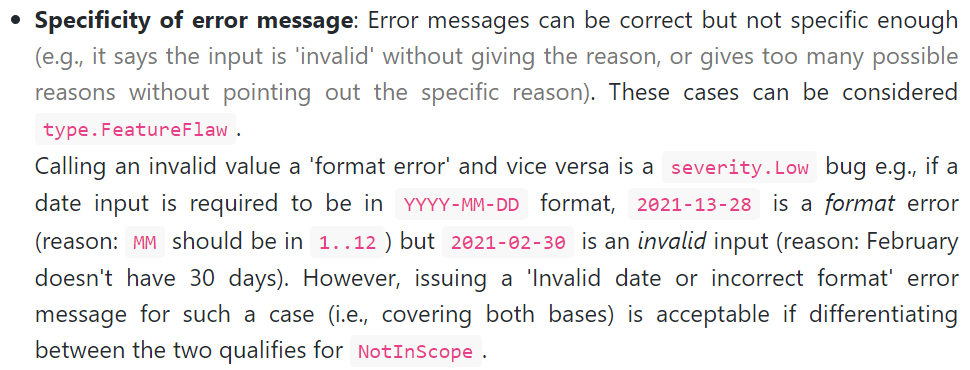 • Specificity of error message: Error messages can be correct but not specific enough
(e.g., it says the input is 'invalid' without giving the reason, or gives too many possible
reasons without pointing out the specific reason). These cases can be considered
type.FeatureFlaw .
Calling an invalid value a 'format error' and vice versa is a severity.Low bug e.g., if a
date input is required to be in YYYY-MM-DD format, 2021-13-28 is a format error
(reason: MM should be in 1..12 ) but 2021-02-30 is an invalid input (reason: February
doesn't have 30 days). However, issuing a 'Invalid date or incorrect format' error
message for such a case (i.e., covering both bases) is acceptable if differentiating
between the two qualifies for NotInScope .